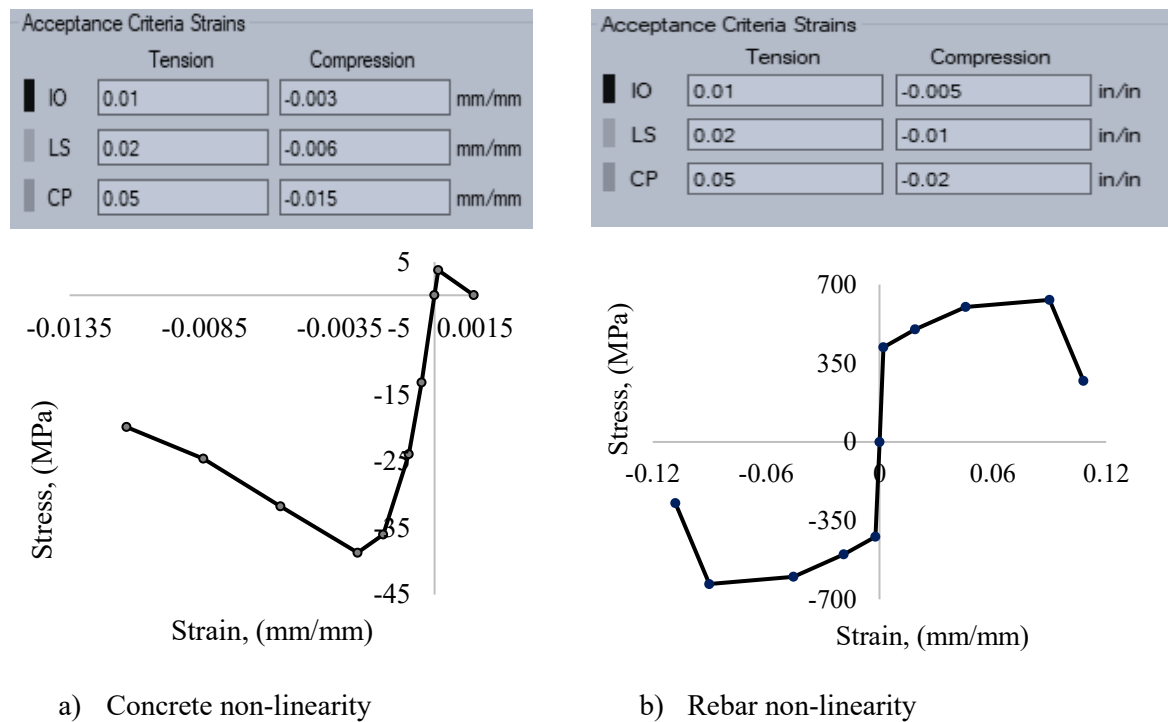 Acceptance Criteria Strains
Tension Compression
IO 0.01 -0.003 mm/mm
LS 0.02 -0.006 mm/mm
CP 0.05 -0.015 mm/mm
Acceptance Criteria Strains
Tension Compression
IO 0.01 -0.005 in/in
LS 0.02 -0.01 in/in
CP 0.05 -0.02 in/in
5
-0.0135 -0.0085 -0.0035 -5 0.0015
-15
-25
-35
-45
Stress, (MPa)
Strain, (mm/mm)
700
350
0
-0.12 -0.06 0 0.06 0.12
-350
-700
Stress, (MPa)
Strain, (mm/mm)
a) Concrete non-linearity
b) Rebar non-linearity